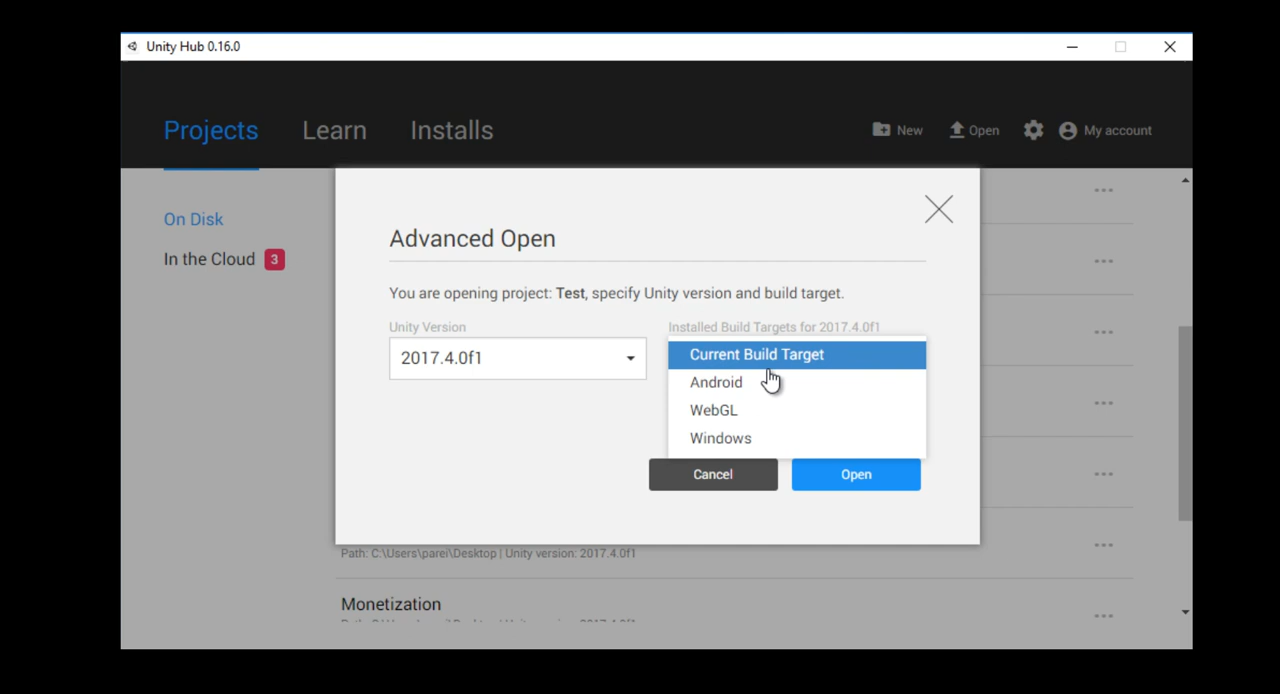 Unity Hub 0.16.0
Projects Learn Installs New Open My account
On Disk
In the Cloud 3
Advanced Open
You are opening project: Test, specify Unity version and build target.
Unity Version Installed Build Targets for 2017.4.0f1
2017.4.0f1
Current Build Target
Android
WebGL
Windows
Cancel Open
Path: C:\Users\parei\Desktop | Unity version: 2017.4.0f1
Monetization